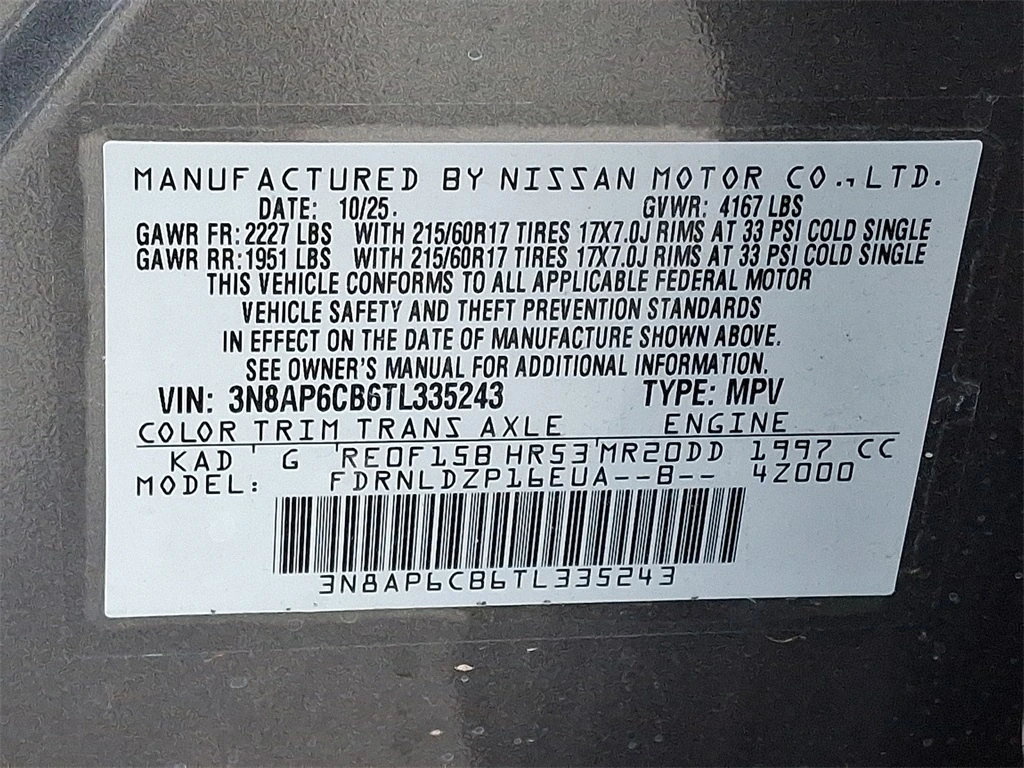 MANUFACTURED BY NISSAN MOTOR CO., LTD.
DATE: 10/25. GVWR: 4167 LBS
GAWR FR: 2227 LBS WITH 215/60R17 TIRES 17X7.0J RIMS AT 33 PSI COLD SINGLE
GAWR RR: 1951 LBS WITH 215/60R17 TIRES 17X7.0J RIMS AT 33 PSI COLD SINGLE
THIS VEHICLE CONFORMS TO ALL APPLICABLE FEDERAL MOTOR
VEHICLE SAFETY AND THEFT PREVENTION STANDARDS
IN EFFECT ON THE DATE OF MANUFACTURE SHOWN ABOVE.
SEE OWNER'S MANUAL FOR ADDITIONAL INFORMATION.
VIN: 3N8AP6CB6TL335243 TYPE: MPV
COLOR TRIM TRANS AXLE ENGINE
KAD G RE0F15B HR53 MR20DD 1997 CC
MODEL: FDRNLDZP16EUA--B-- 4Z000
3N8AP6CB6TL335243